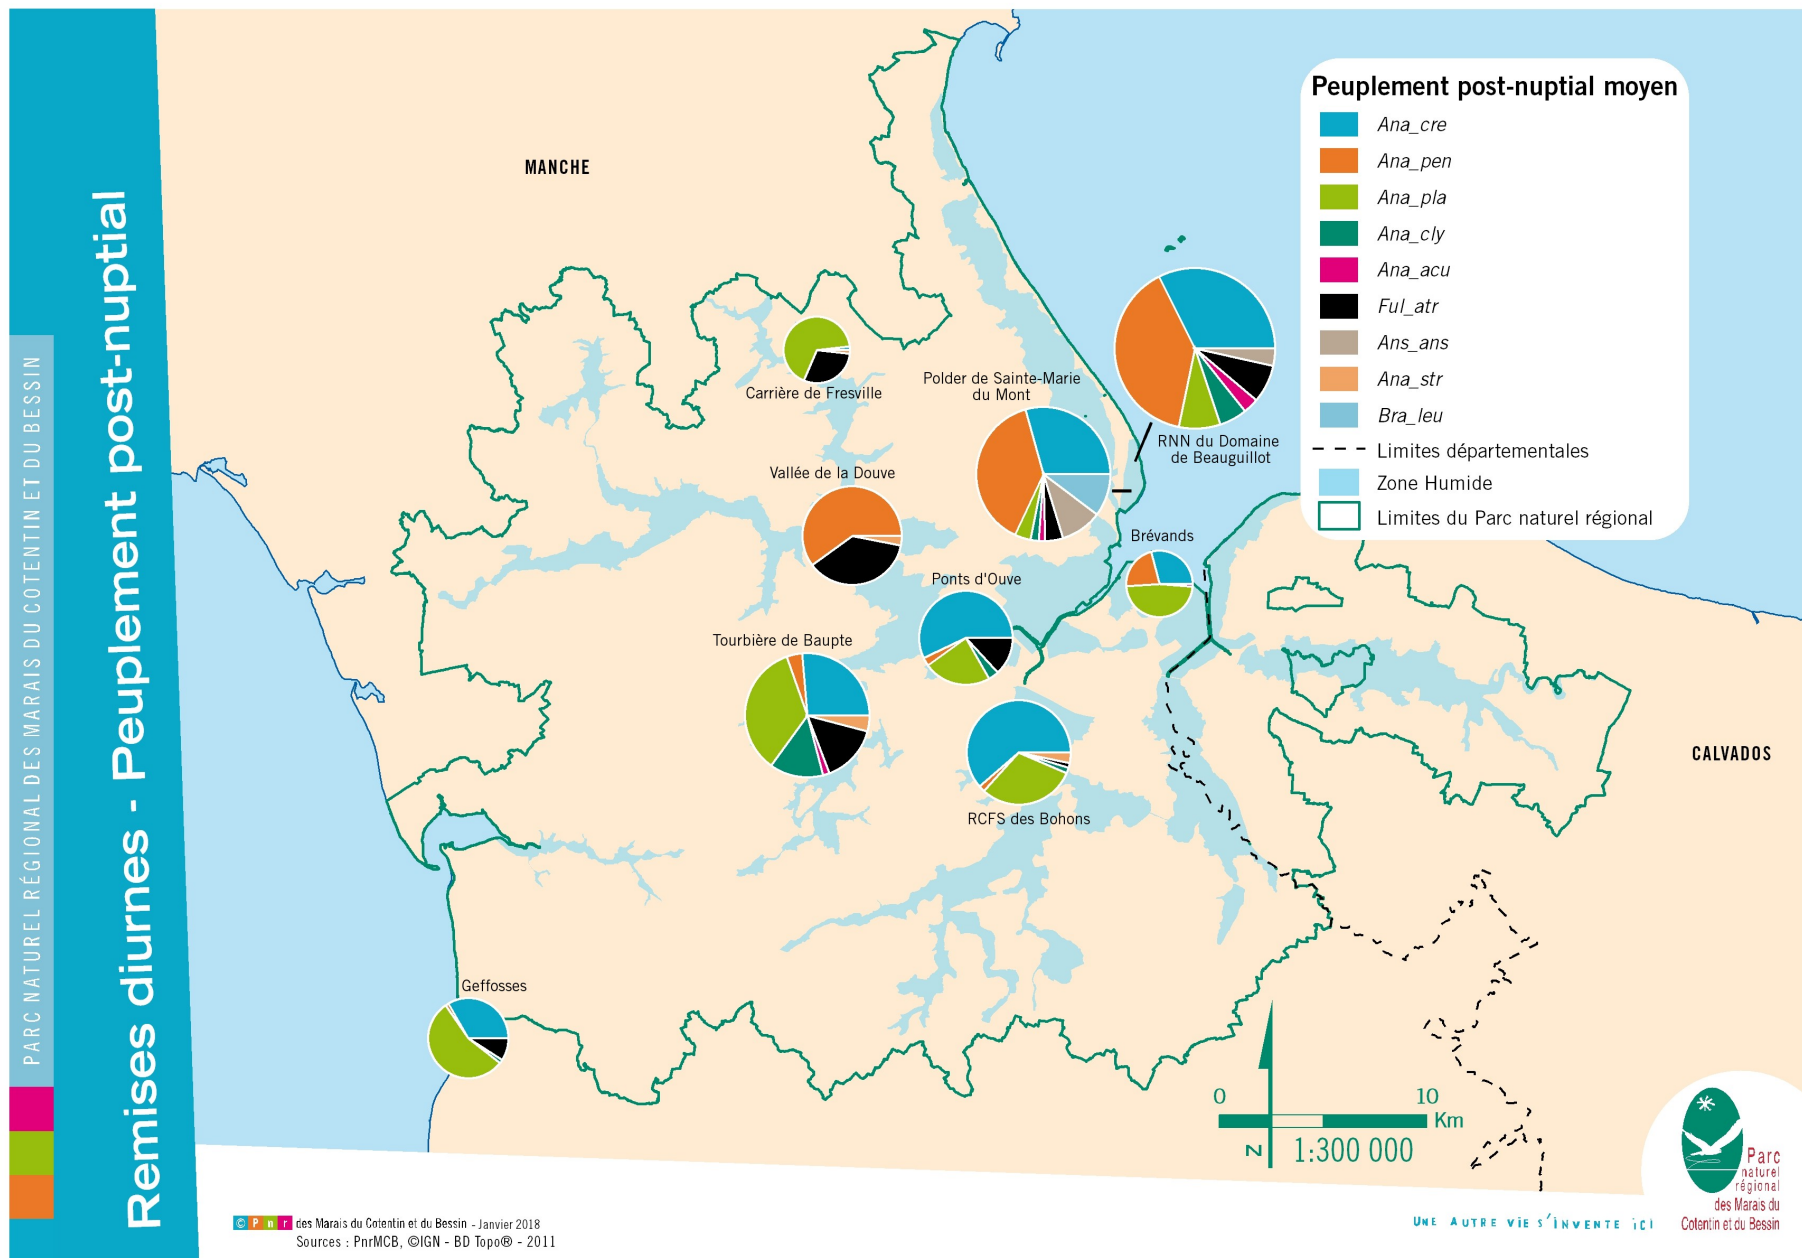 PARC NATUREL RÉGIONAL DES MARAIS DU COTENTIN ET DU BESSIN
Remises diurnes - Peuplement post-nuptial
MANCHE
Peuplement post-nuptial moyen
Ana_cre
Ana_pen
Ana_pla
Ana_cly
Ana_acu
Ful_atr
Ans_ans
Ana_str
Bra_leu
Limites départementales
Zone Humide
Limites du Parc naturel régional
Carrière de Fresville
Polder de Sainte-Marie
du Mont
RNN du Domaine
de Beauguillot
Vallée de la Douve
Brévands
Ponts d'Ouve
Tourbière de Baupte
RCFS des Bohons
CALVADOS
Geffosses
0 10
Km
N
1:300 000
Parc
naturel
régional
des Marais du
Cotentin et du Bessin
UNE AUTRE VIE S'INVENTE ICI
© P n r des Marais du Cotentin et du Bessin - Janvier 2018
Sources : PnrMCB, ©IGN - BD Topo® - 2011